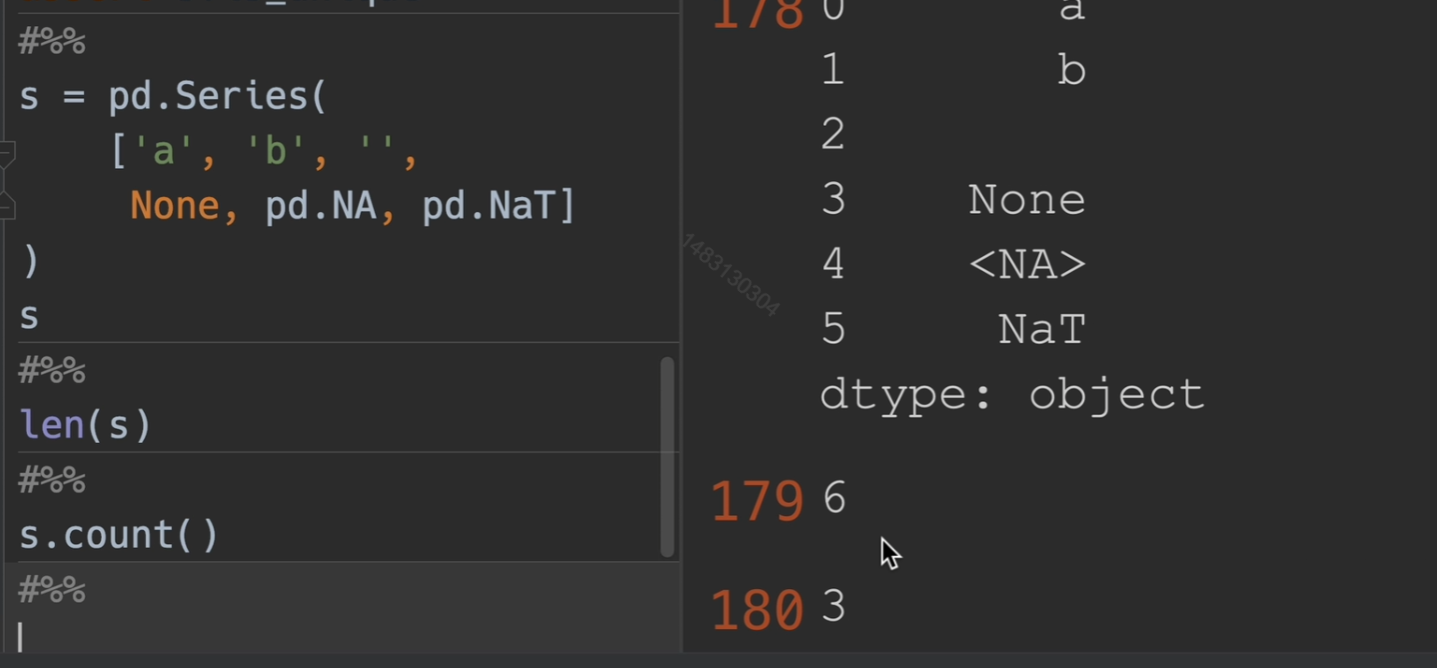 #%%
s = pd.Series(
['a', 'b', '',
None, pd.NA, pd.NaT]
)
s
#%%
len(s)
#%%
s.count()
#%%
178 0 a
1 b
2
3 None
4 <NA>
5 NaT
dtype: object
179 6
180 3
1483130304